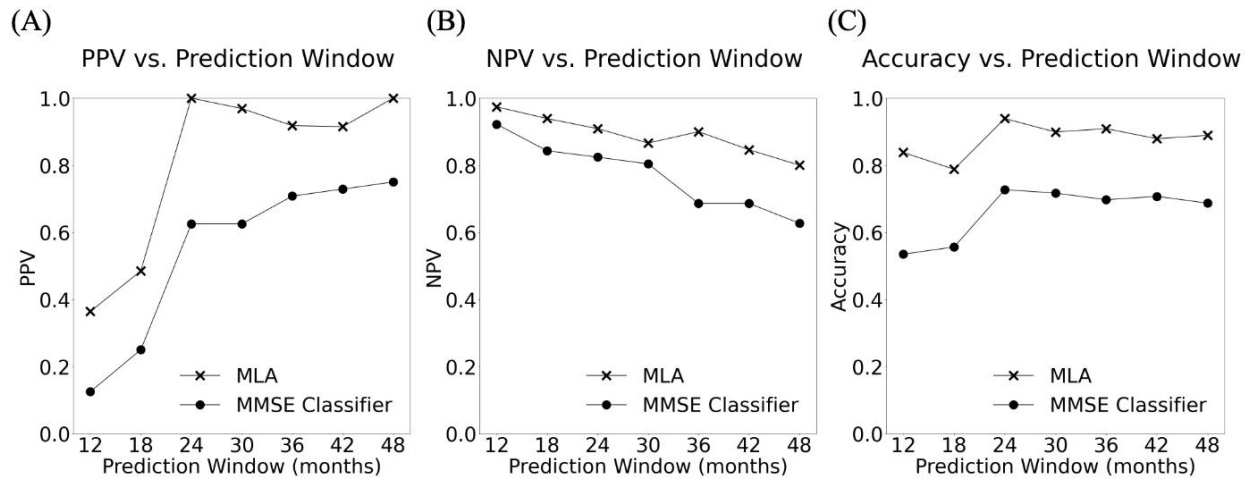 (A)
PPV vs. Prediction Window
1.0
0.8
0.6
0.4
0.2
0.0
PPV
MLA
MMSE Classifier
12 18 24 30 36 42 48
Prediction Window (months)
(B)
NPV vs. Prediction Window
1.0
0.8
0.6
0.4
0.2
0.0
NPV
MLA
MMSE Classifier
12 18 24 30 36 42 48
Prediction Window (months)
(C)
Accuracy vs. Prediction Window
1.0
0.8
0.6
0.4
0.2
0.0
Accuracy
MLA
MMSE Classifier
12 18 24 30 36 42 48
Prediction Window (months)